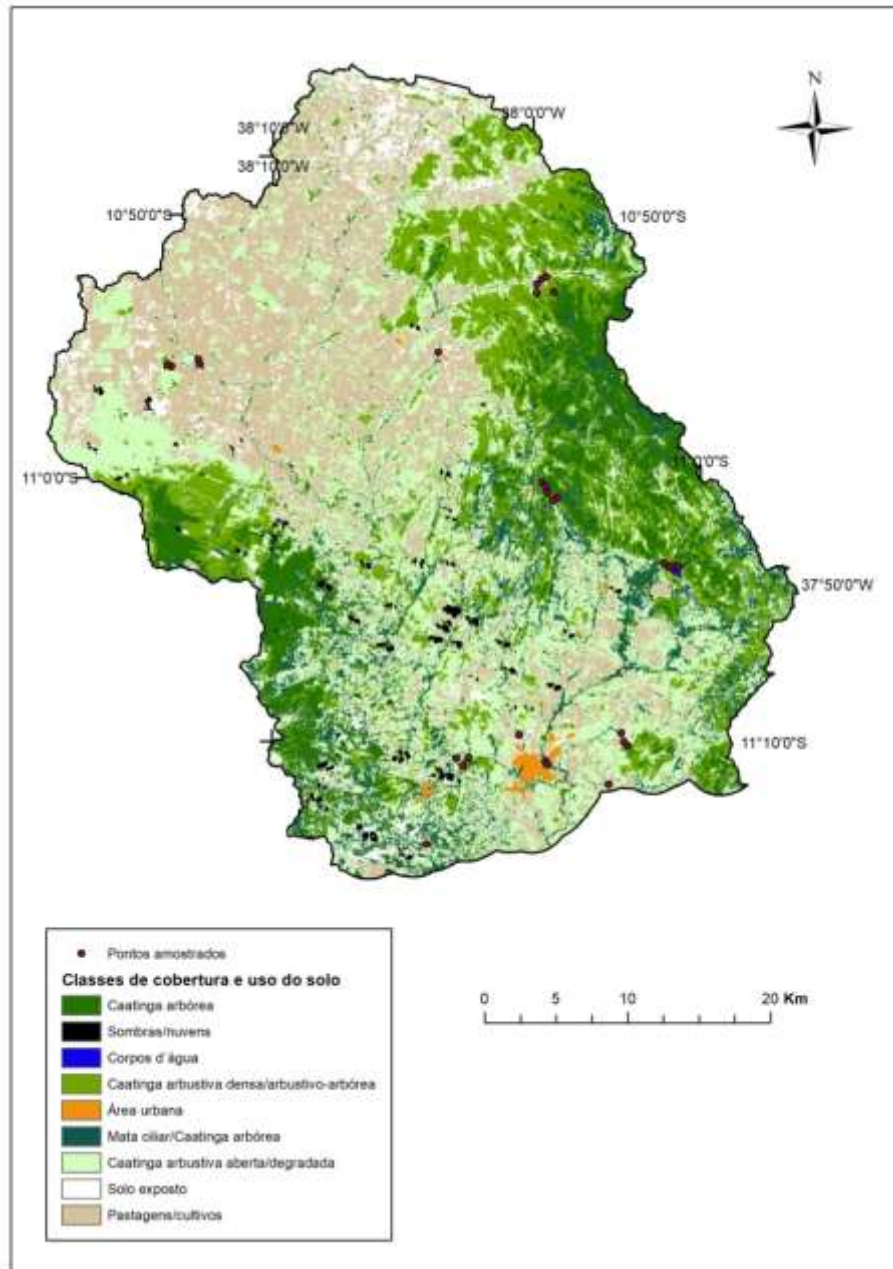 N
38°0'0"W
38°10'0"W
38°10'0"W
10°50'0"S
10°50'0"S
11°0'0"S
11°0'0"S
37°50'0"W
11°10'0"S
Pontos amostrados
Classes de cobertura e uso do solo
Caatinga arbórea
Sombras/nuvens
Corpos d´água
Caatinga arbustiva densa/arbustivo-arbórea
Área urbana
Mata ciliar/Caatinga arbórea
Caatinga arbustiva aberta/degradada
Solo exposto
Pastagens/cultivos
0 5 10 20 Km